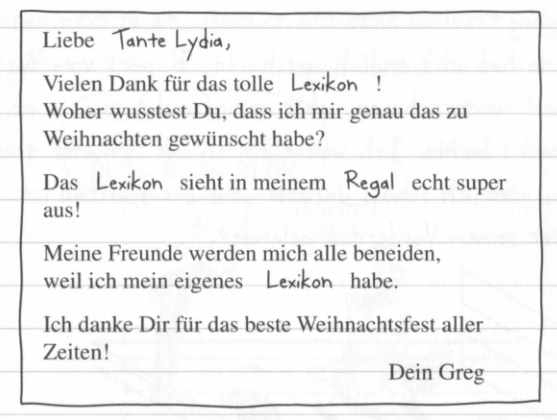 Liebe Tante Lydia,
Vielen Dank für das tolle Lexikon !
Woher wusstest Du, dass ich mir genau das zu
Weihnachten gewünscht habe?
Das Lexikon sieht in meinem Regal echt super
aus!
Meine Freunde werden mich alle beneiden,
weil ich mein eigenes Lexikon habe.
Ich danke Dir für das beste Weihnachtsfest aller
Zeiten!
Dein Greg